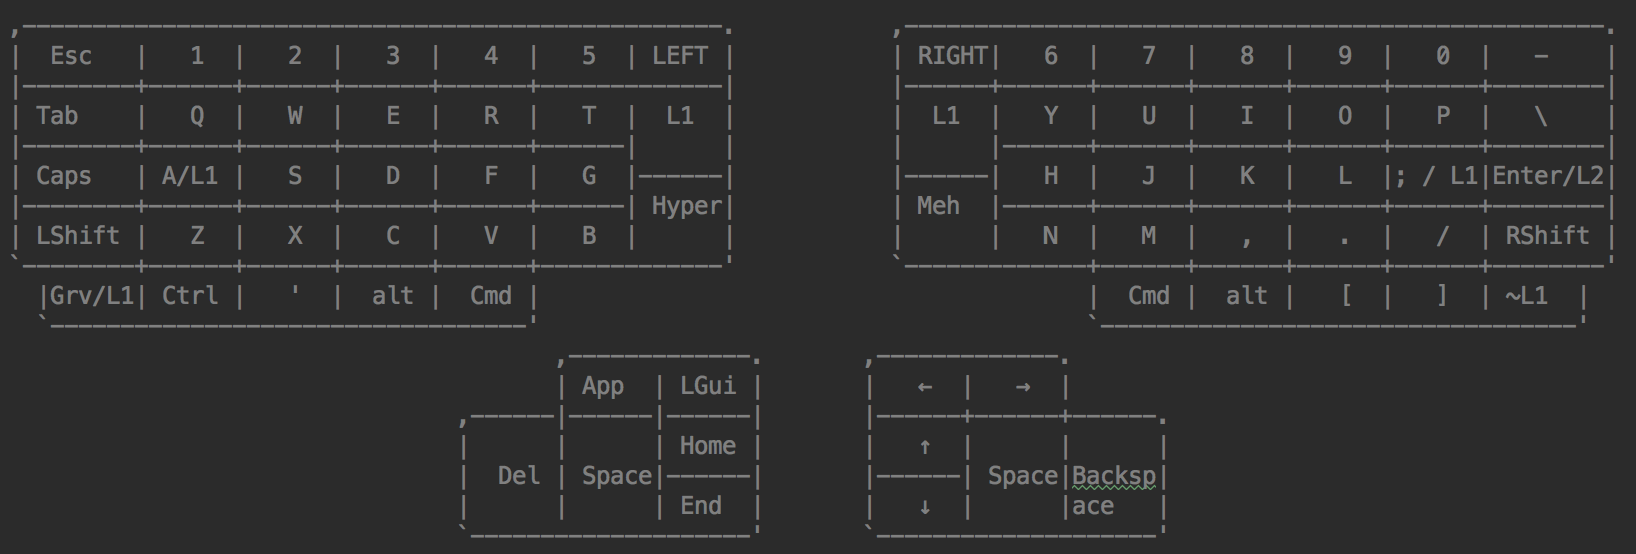 ,--------------------------------------------------.           ,--------------------------------------------------.
|  Esc   |   1  |   2  |   3  |   4  |   5  | LEFT |           | RIGHT|   6  |   7  |   8  |   9  |   0  |   -    |
|--------+------+------+------+------+-------------|           |------+------+------+------+------+------+--------|
| Tab    |   Q  |   W  |   E  |   R  |   T  |  L1  |           |  L1  |   Y  |   U  |   I  |   O  |   P  |   \    |
|--------+------+------+------+------+------|      |           |      |------+------+------+------+------+--------|
| Caps   | A/L1 |   S  |   D  |   F  |   G  |------|           |------|   H  |   J  |   K  |   L  |; / L1|Enter/L2|
|--------+------+------+------+------+------| Hyper|           | Meh  |------+------+------+------+------+--------|
| LShift |   Z  |   X  |   C  |   V  |   B  |      |           |      |   N  |   M  |   ,  |   .  |   /  | RShift |
`--------+------+------+------+------+-------------'           `-------------+------+------+------+------+--------'
  |Grv/L1| Ctrl |   '  |  alt |  Cmd |                                       |  Cmd |  alt |   [  |   ]  | ~L1  |
  `----------------------------------'                                       `----------------------------------'
                                       ,-------------.       ,-------------.
                                       | App  | LGui |       |   ←  |   →  |
                                ,------|------|------|       |------+------+------.
                                |      |      | Home |       |   ↑  |      |      |
                                |  Del | Space|------|       |------| Space|Backsp|
                                |      |      | End  |       |   ↓  |      |ace   |
                                `--------------------'       `--------------------'